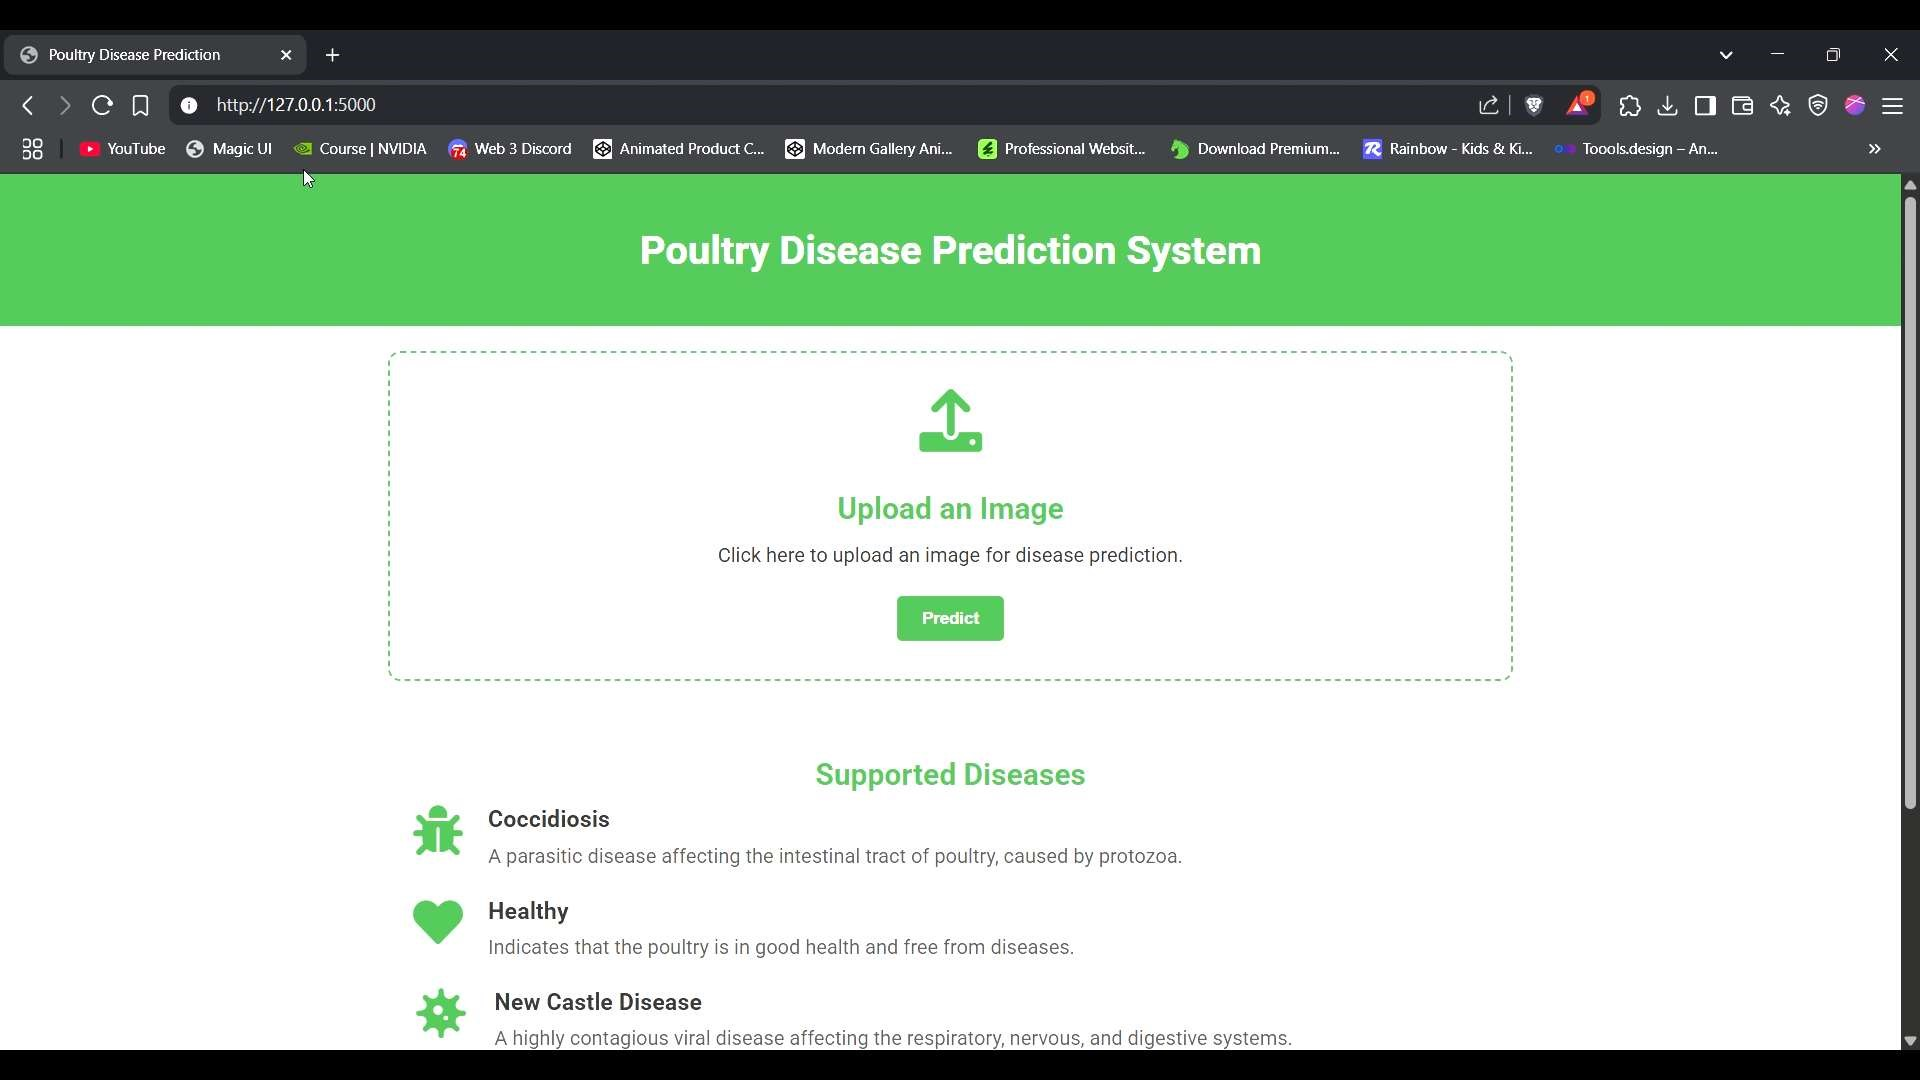 Poultry Disease Prediction
http://127.0.0.1:5000
1
YouTube Magic UI Course | NVIDIA 74 Web 3 Discord Animated Product C... Modern Gallery Ani... Professional Websit... Download Premium... Rainbow - Kids & Ki... Toools.design – An...
Poultry Disease Prediction System
Upload an Image
Click here to upload an image for disease prediction.
Predict
Supported Diseases
Coccidiosis
A parasitic disease affecting the intestinal tract of poultry, caused by protozoa.
Healthy
Indicates that the poultry is in good health and free from diseases.
New Castle Disease
A highly contagious viral disease affecting the respiratory, nervous, and digestive systems.